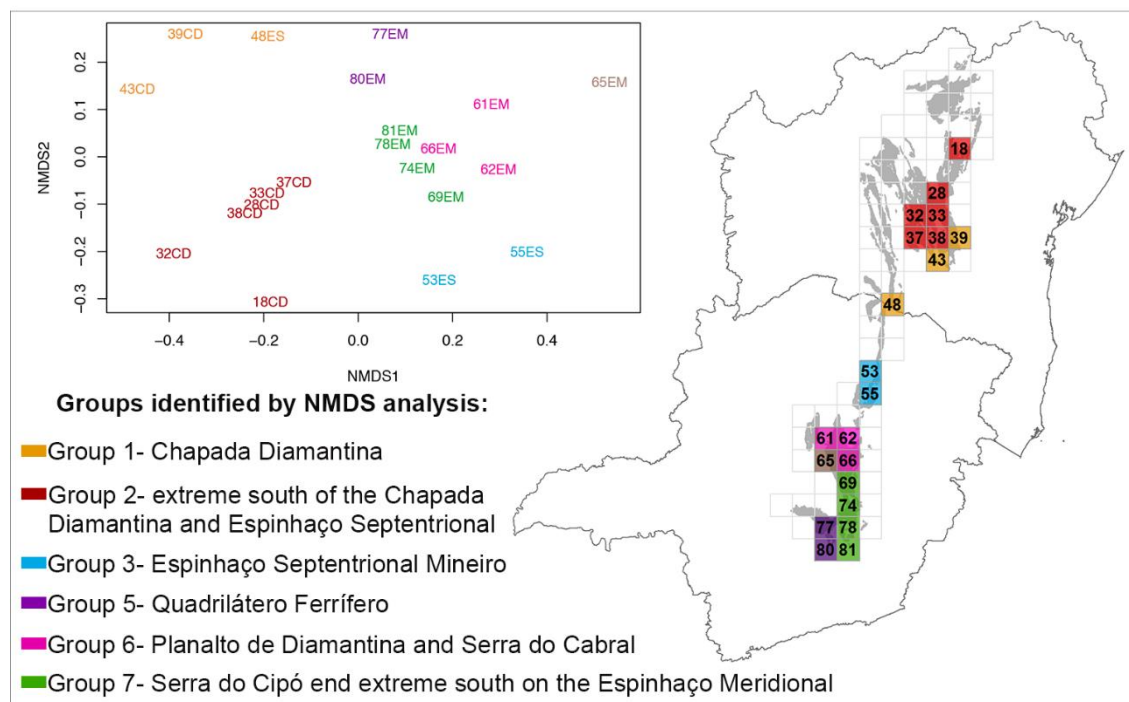 39CD
48ES
77EM
43CD
80EM
65EM
61EM
81EM
78EM
66EM
74EM
62EM
37CD
33CD
28CD
38CD
69EM
32CD
55ES
53ES
18CD
0.2
0.1
0.0
−0.1
−0.2
−0.3
NMDS2
−0.4 −0.2 0.0 0.2 0.4
NMDS1
Groups identified by NMDS analysis:
Group 1- Chapada Diamantina
Group 2- extreme south of the Chapada
Diamantina and Espinhaço Septentrional
Group 3- Espinhaço Septentrional Mineiro
Group 5- Quadrilátero Ferrífero
Group 6- Planalto de Diamantina and Serra do Cabral
Group 7- Serra do Cipó end extreme south on the Espinhaço Meridional
18
28
32 33
37 38 39
43
48
53
55
61 62
65 66
69
74
77 78
80 81